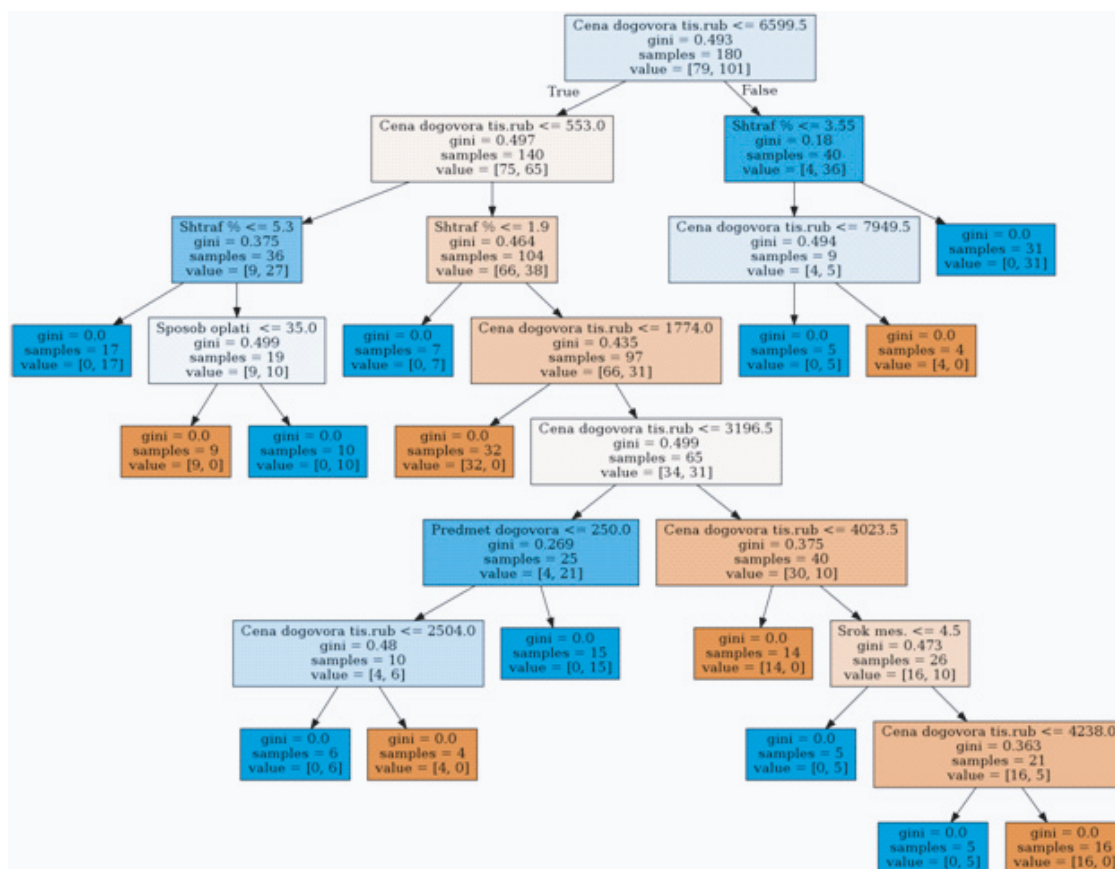 Cena dogovora tis.rub <= 6599.5
gini = 0.493
samples = 180
value = [79, 101]
True
False
Cena dogovora tis.rub <= 553.0
gini = 0.497
samples = 140
value = [75, 65]
Shtraf % <= 3.55
gini = 0.18
samples = 40
value = [4, 36]
Shtraf % <= 5.3
gini = 0.375
samples = 36
value = [9, 27]
Shtraf % <= 1.9
gini = 0.464
samples = 104
value = [66, 38]
Cena dogovora tis.rub <= 7949.5
gini = 0.494
samples = 9
value = [4, 5]
gini = 0.0
samples = 31
value = [0, 31]
gini = 0.0
samples = 17
value = [0, 17]
Sposob oplati <= 35.0
gini = 0.499
samples = 19
value = [9, 10]
gini = 0.0
samples = 7
value = [0, 7]
Cena dogovora tis.rub <= 1774.0
gini = 0.435
samples = 97
value = [66, 31]
gini = 0.0
samples = 5
value = [0, 5]
gini = 0.0
samples = 4
value = [4, 0]
gini = 0.0
samples = 9
value = [9, 0]
gini = 0.0
samples = 10
value = [0, 10]
gini = 0.0
samples = 32
value = [32, 0]
Cena dogovora tis.rub <= 3196.5
gini = 0.499
samples = 65
value = [34, 31]
Predmet dogovora <= 250.0
gini = 0.269
samples = 25
value = [4, 21]
Cena dogovora tis.rub <= 4023.5
gini = 0.375
samples = 40
value = [30, 10]
Cena dogovora tis.rub <= 2504.0
gini = 0.48
samples = 10
value = [4, 6]
gini = 0.0
samples = 15
value = [0, 15]
gini = 0.0
samples = 14
value = [14, 0]
Srok mes. <= 4.5
gini = 0.473
samples = 26
value = [16, 10]
gini = 0.0
samples = 6
value = [0, 6]
gini = 0.0
samples = 4
value = [4, 0]
gini = 0.0
samples = 5
value = [0, 5]
Cena dogovora tis.rub <= 4238.0
gini = 0.363
samples = 21
value = [16, 5]
gini = 0.0
samples = 5
value = [0, 5]
gini = 0.0
samples = 16
value = [16, 0]